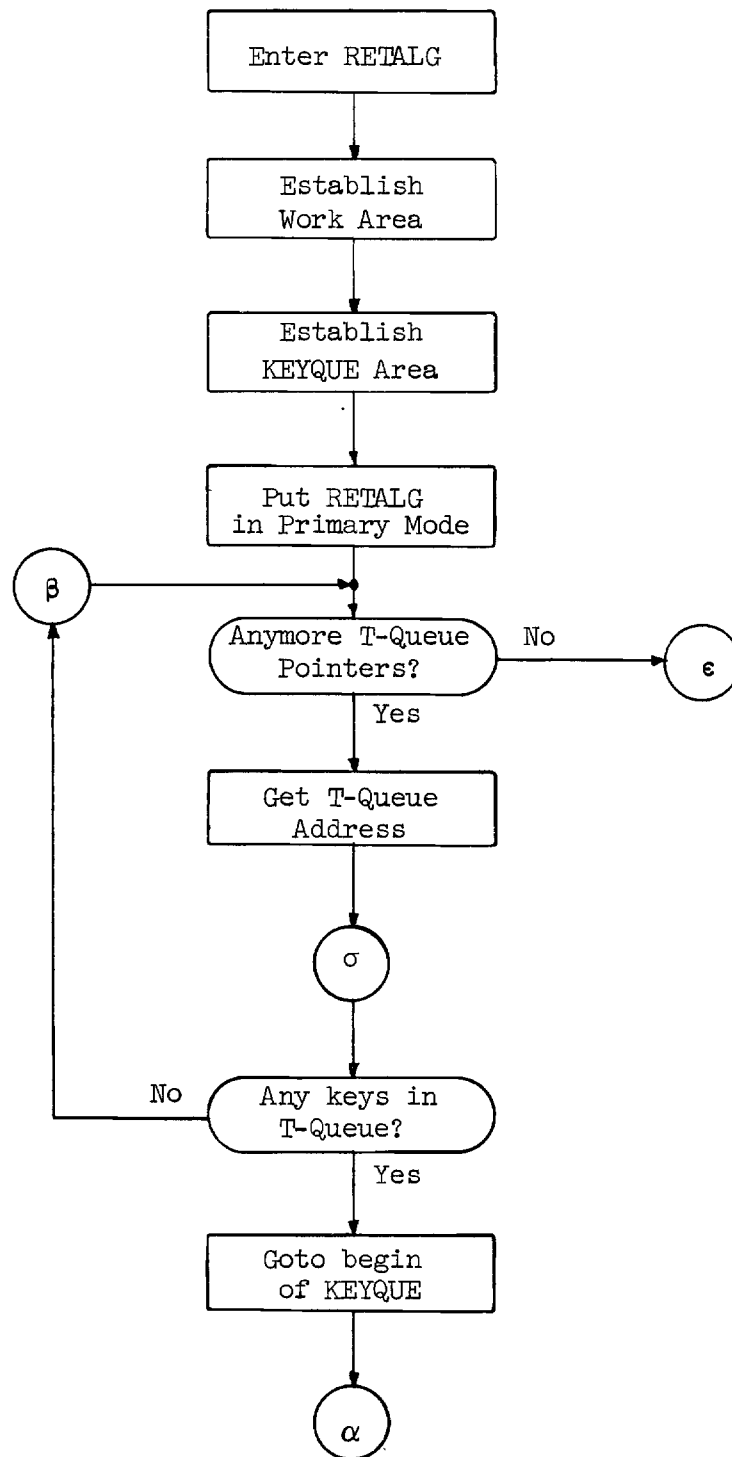 Enter RETALG
Establish
Work Area
Establish
KEYQUE Area
Put RETALG
in Primary Mode
β
Anymore T-Queue
Pointers?
No
ϵ
Yes
Get T-Queue
Address
σ
No
Any keys in
T-Queue?
Yes
Goto begin
of KEYQUE
α